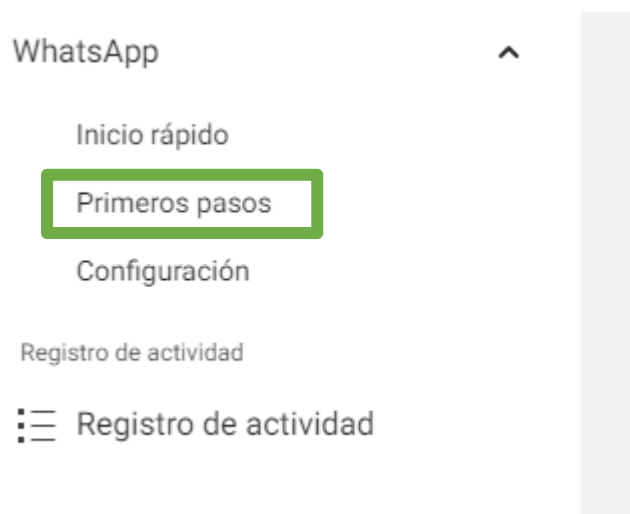 WhatsApp
Inicio rápido
Primeros pasos
Configuración
Registro de actividad
Registro de actividad